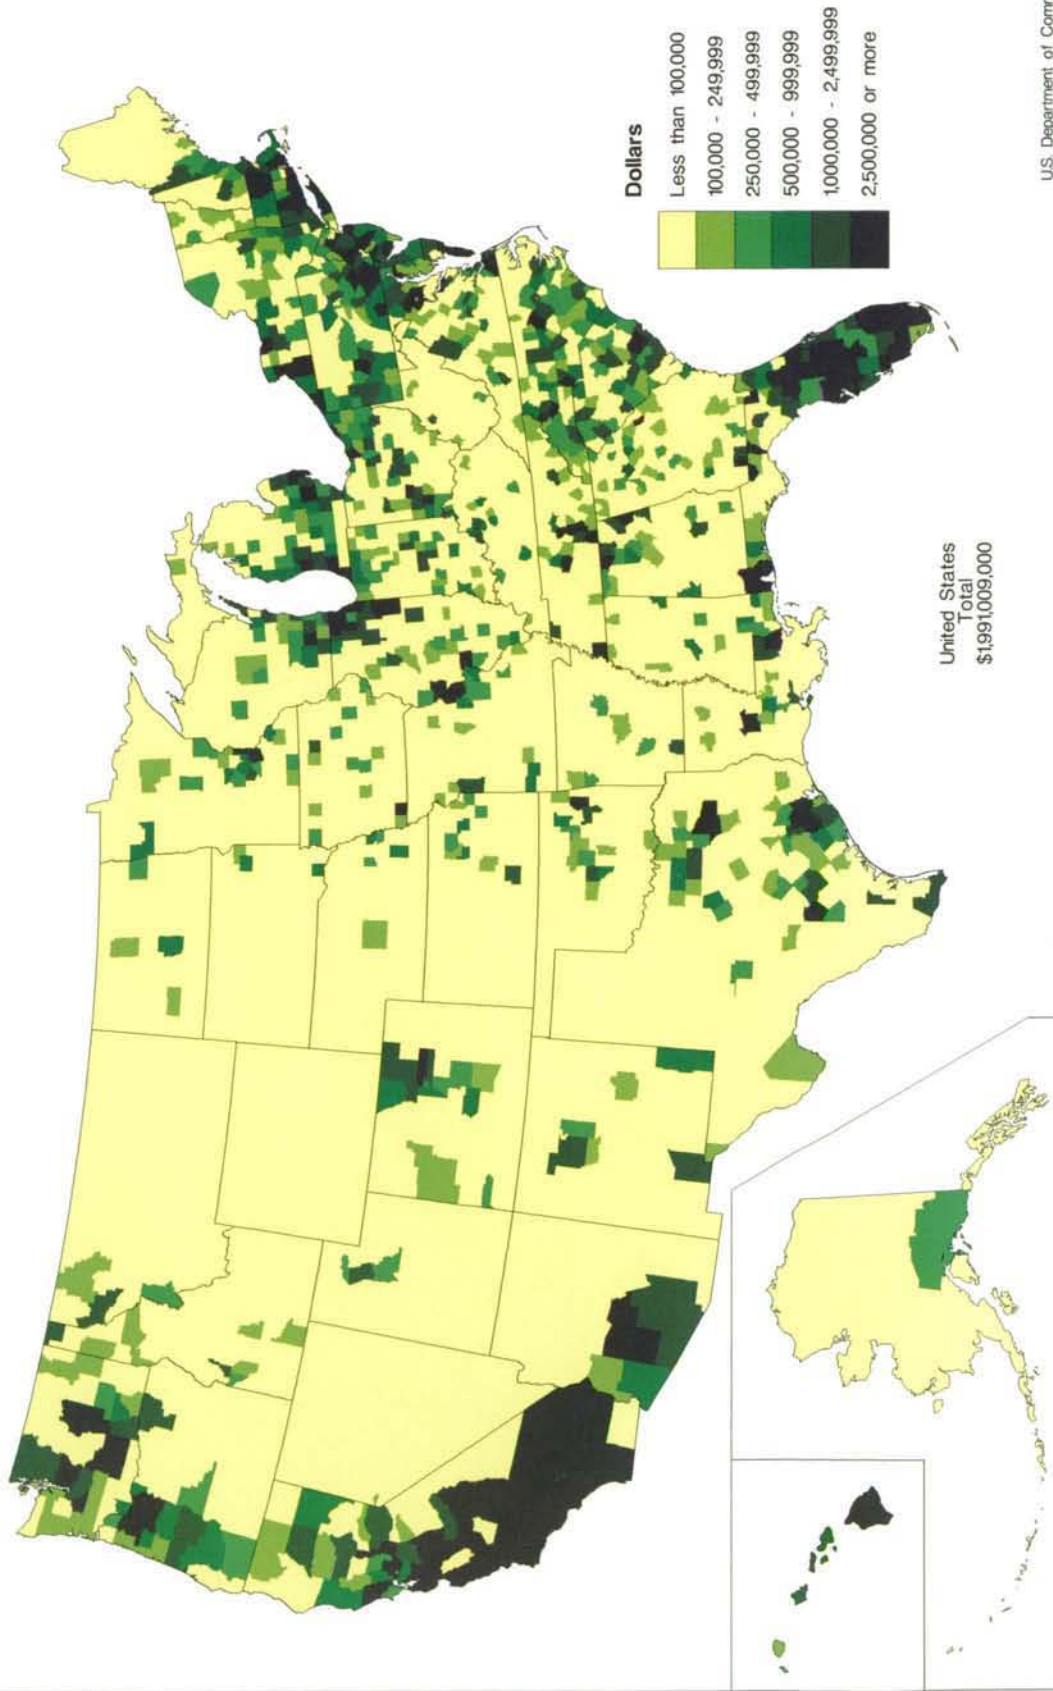 Dollars
Less than 100,000
100,000 - 249,999
250,000 - 499,999
500,000 - 999,999
1,000,000 - 2,499,999
2,500,000 or more
United States
Total
$1,991,009,000
U.S. Department of